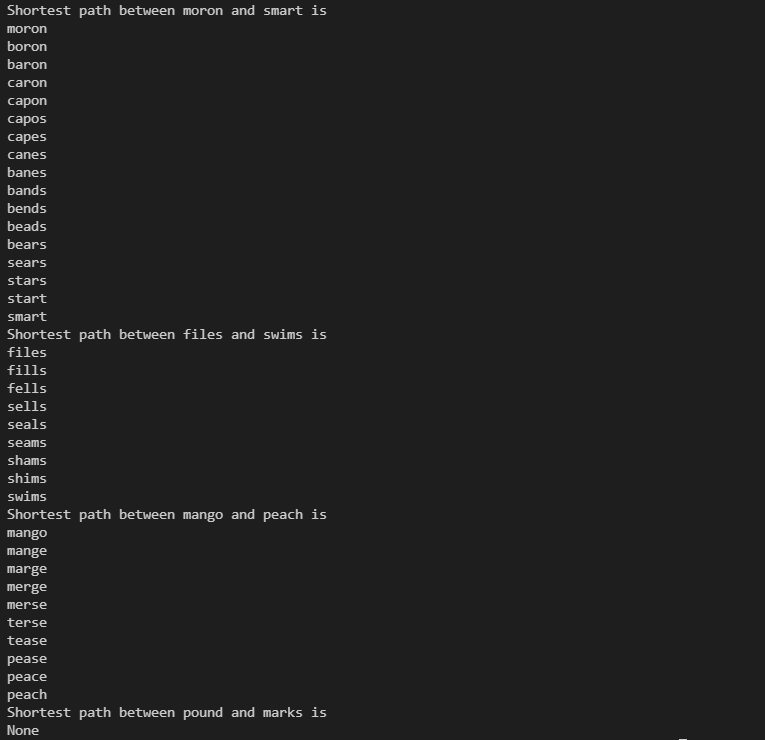 Shortest path between moron and smart is
moron
boron
baron
caron
capon
capos
capes
canes
banes
bands
bends
beads
bears
sears
stars
start
smart
Shortest path between files and swims is
files
fills
fells
sells
seals
seams
shams
shims
swims
Shortest path between mango and peach is
mango
mange
marge
merge
merse
terse
tease
pease
peace
peach
Shortest path between pound and marks is
None